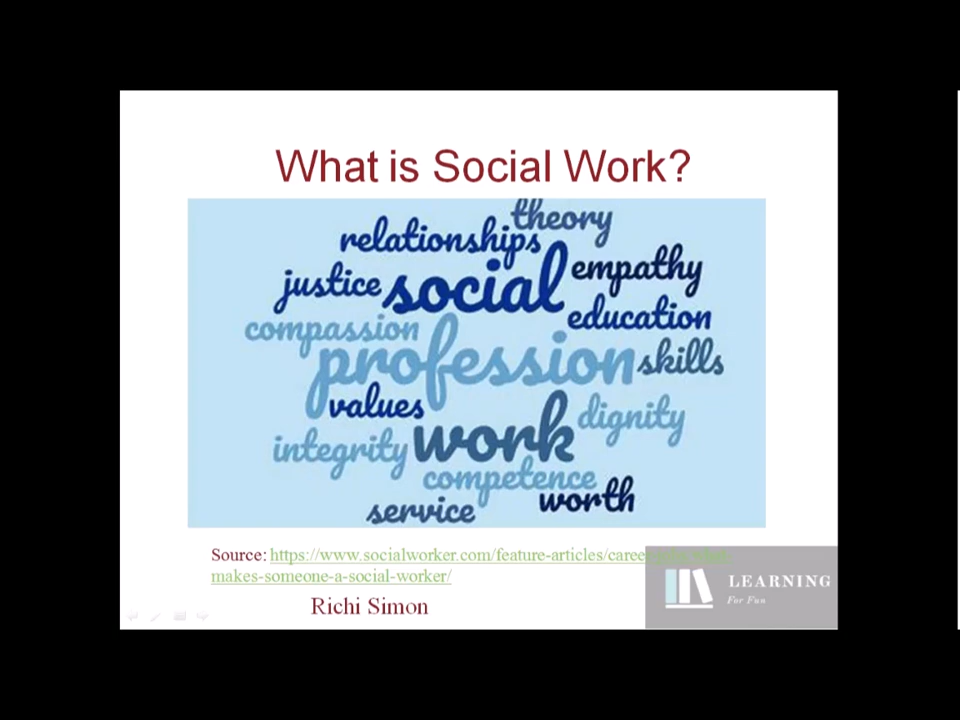 What is Social Work?
theory
relationships
empathy
justice
social
education
compassion
profession
skills
values
dignity
work
integrity
competence
worth
service
Source: https://www.socialworker.com/feature-articles/career
makes-someone-a-social-worker/
LEARNING
For Fun
Richi Simon